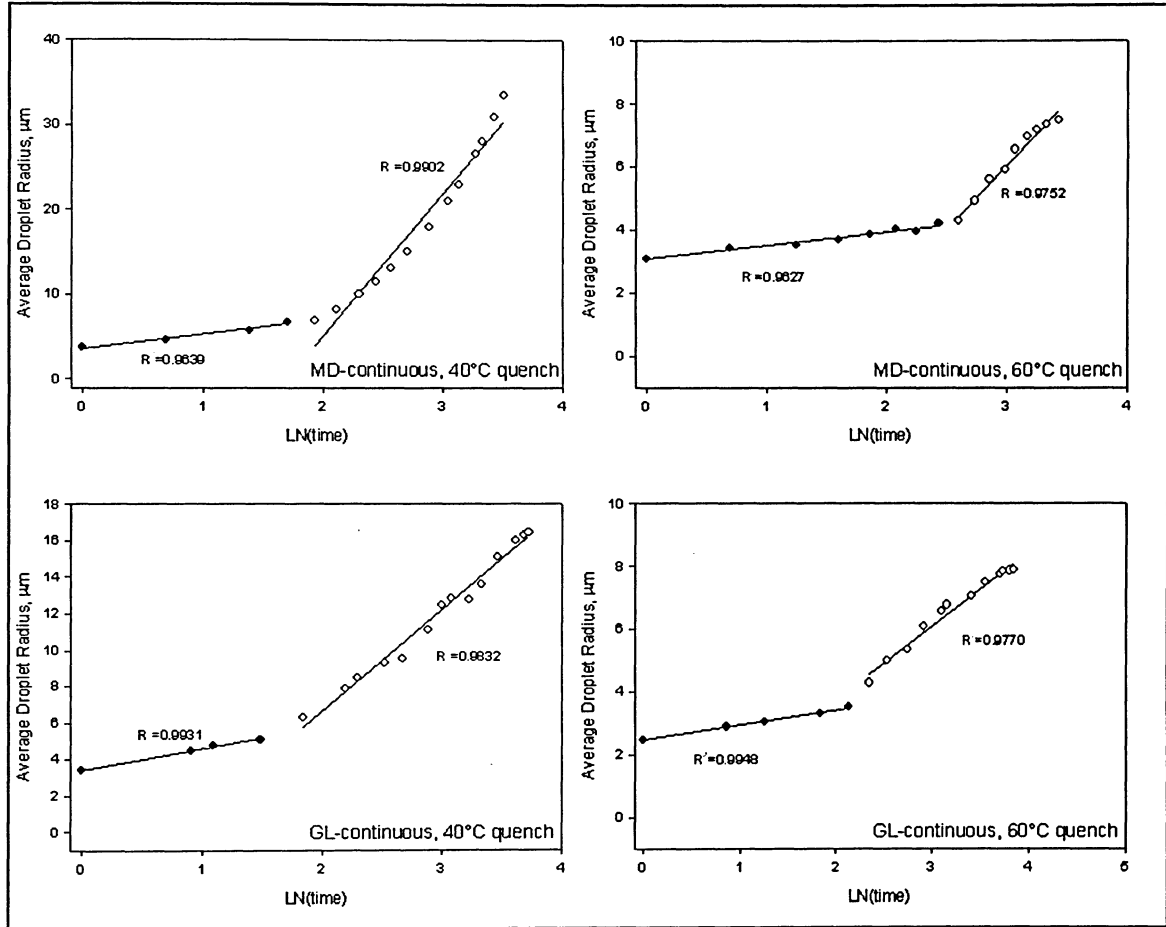 40
30
20
10
0
Average Droplet Radius, µm
R =0.9902
R =0.9639
MD-continuous, 40°C quench
0 1 2 3 4
LN(time)
10
8
6
4
2
0
Average Droplet Radius, µm
R =0.9752
R =0.9627
MD-continuous, 60°C quench
0 1 2 3 4
LN(time)
18
16
14
12
10
8
6
4
2
0
Average Droplet Radius, µm
R =0.9832
R =0.9931
GL-continuous, 40°C quench
0 1 2 3 4
LN(time)
10
8
6
4
2
0
Average Droplet Radius, µm
R =0.9770
R²=0.9948
GL-continuous, 60°C quench
0 1 2 3 4 5
LN(time)